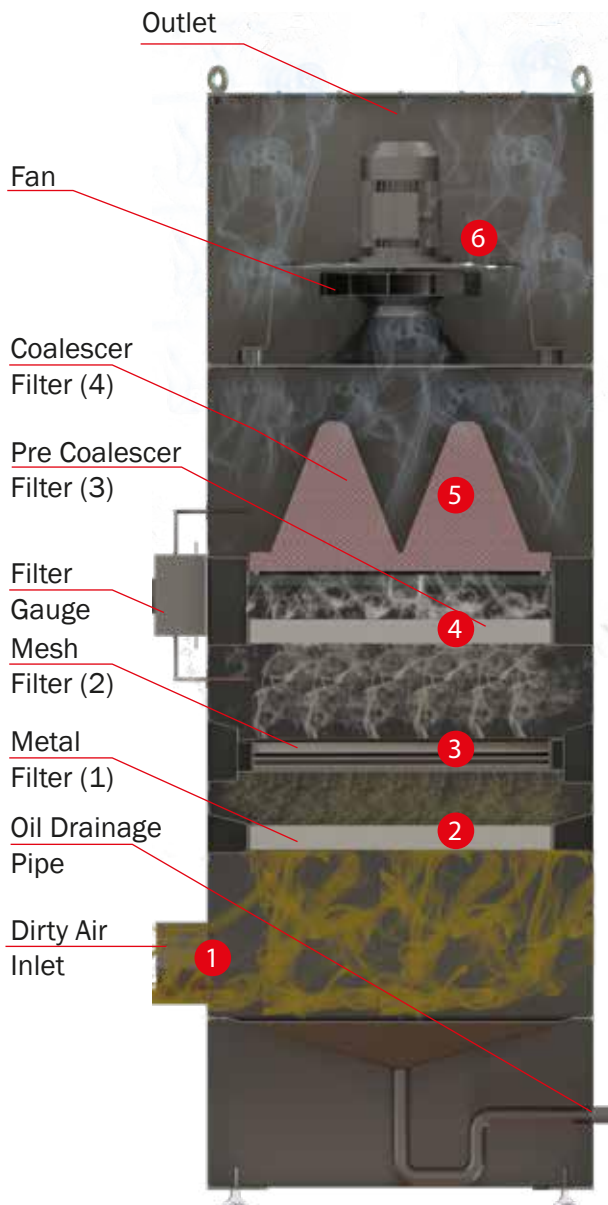 Outlet
Fan
6
Coalescer
Filter (4)
Pre Coalescer
Filter (3)
5
Filter
Gauge
4
Mesh
Filter (2)
3
Metal
Filter (1)
2
Oil Drainage
Pipe
Dirty Air
Inlet
1